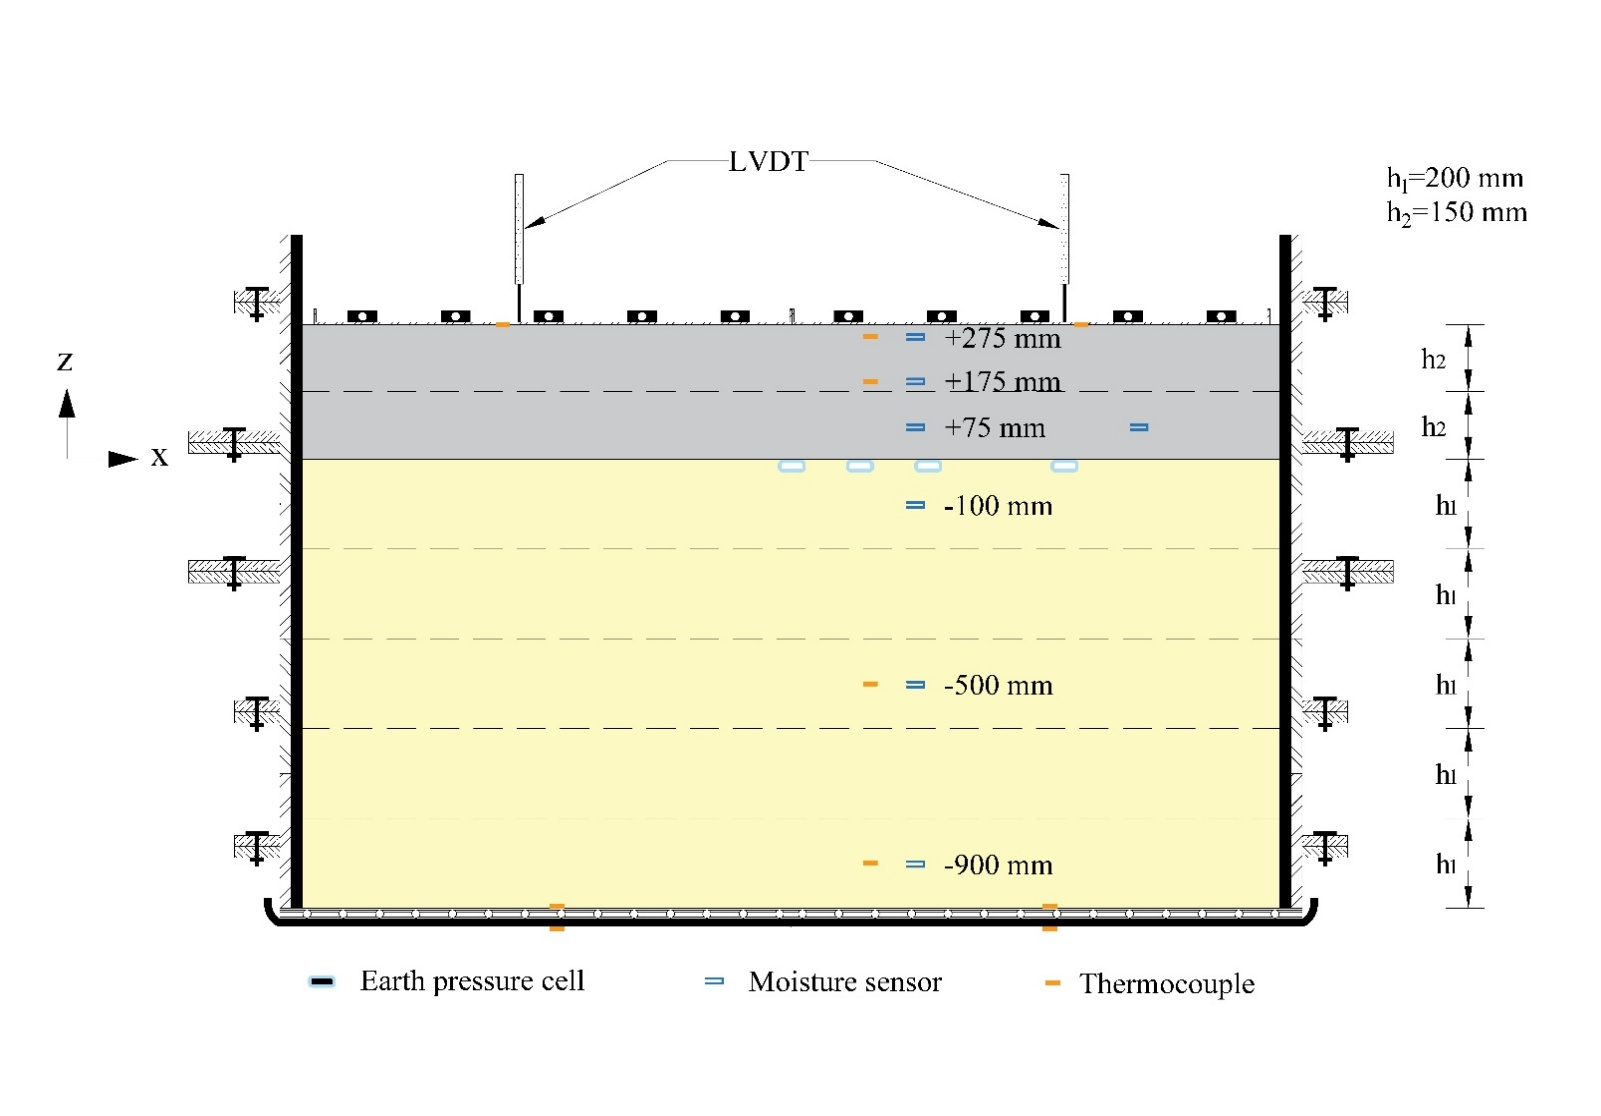 LVDT
h1=200 mm
h2=150 mm
+275 mm
h2
z
+175 mm
+75 mm
h2
x
-100 mm
h1
h1
-500 mm
h1
h1
-900 mm
h1
Earth pressure cell
Moisture sensor
Thermocouple